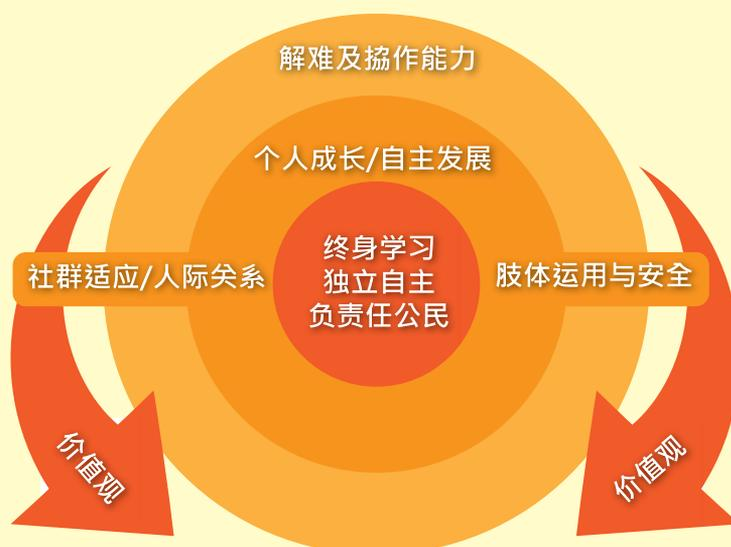 解难及協作能力
个人成长/自主发展
终身学习
独立自主
负责任公民
社群适应/人际关系
肢体运用与安全
价值观
价值观